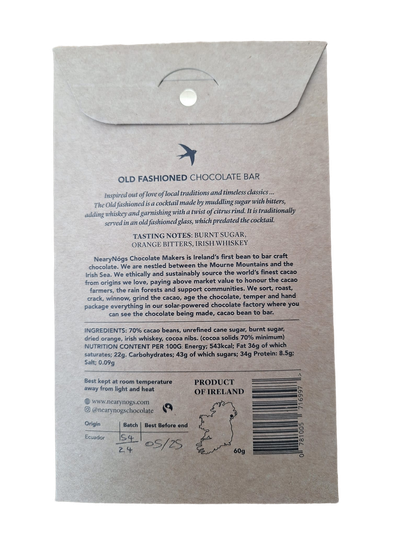 OLD FASHIONED CHOCOLATE BAR
Inspired out of love of local traditions and timeless classics ...
The Old fashioned is a cocktail made by muddling sugar with bitters,
adding whiskey and garnishing with a twist of citrus rind. It is traditionally
served in an old fashioned glass, which predated the cocktail.
TASTING NOTES: BURNT SUGAR,
ORANGE BITTERS, IRISH WHISKEY
NearyNógs Chocolate Makers is Ireland's first bean to bar craft
chocolate. We are nestled between the Mourne Mountains and the
Irish Sea. We ethically and sustainably source the world's finest cacao
from origins we love, paying above market value to honour the cacao
farmers, the rain forests and support communities. We sort, roast,
crack, winnow, grind the cacao, age the chocolate, temper and hand
package everything in our solar-powered chocolate factory where you
can see the chocolate being made, cacao bean to bar.
INGREDIENTS: 70% cacao beans, unrefined cane sugar, burnt sugar,
dried orange, irish whiskey, cocoa nibs. (cocoa solids 70% minimum)
NUTRITION CONTENT PER 100G Energy; 543kcal; Fat 36g of which
saturates; 22g. Carbohydrates; 43g of which sugars; 34g Protein: 8.5g:
Salt; 0.09g
Best kept at room temperature
away from light and heat
www.nearynogs.com
@nearynogschocolate
Origin Batch Best Before end
Ecuador 54 05/25
24
PRODUCT
OF IRELAND
60g